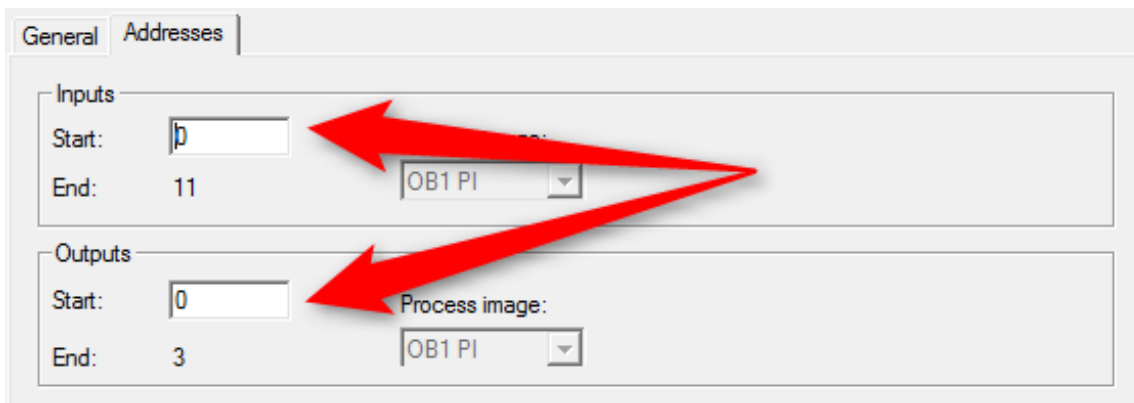 General Addresses
Inputs
Start: 0
End: 11 OB1 PI
Outputs
Start: 0 Process image:
End: 3 OB1 PI